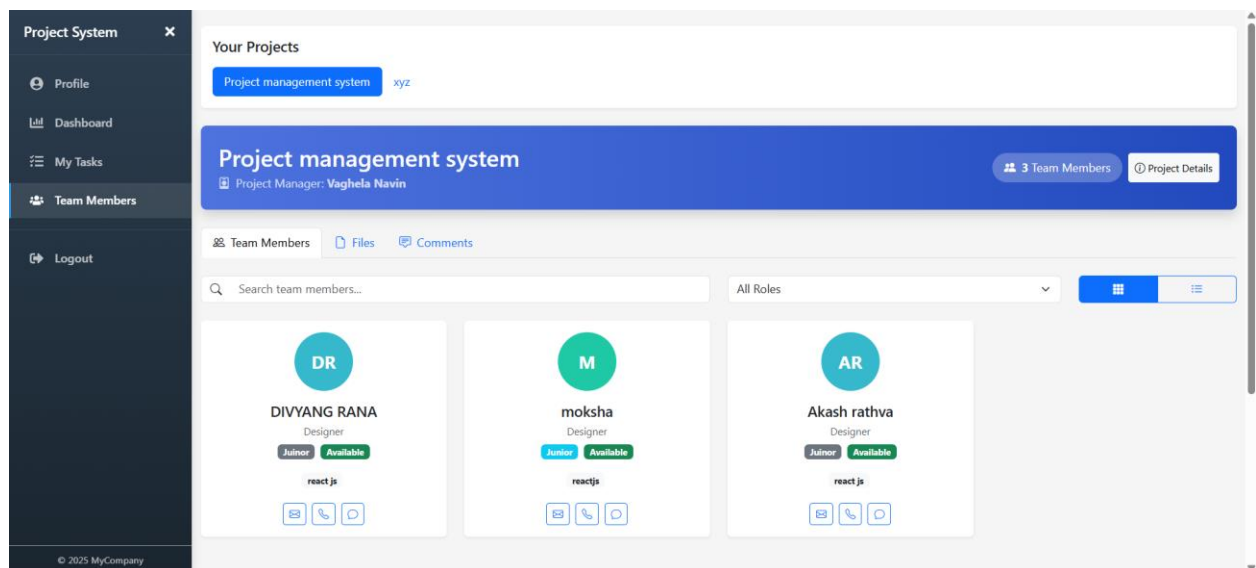 Project System
Profile
Dashboard
My Tasks
Team Members
Logout
© 2025 MyCompany
Your Projects
Project management system xyz
Project management system
Project Manager: Vaghela Navin
3 Team Members Project Details
Team Members Files Comments
Search team members... All Roles
DR
DIVYANG RANA
Designer
Juinor Available
react js
M
moksha
Designer
Junior Available
reactjs
AR
Akash rathva
Designer
Juinor Available
react js